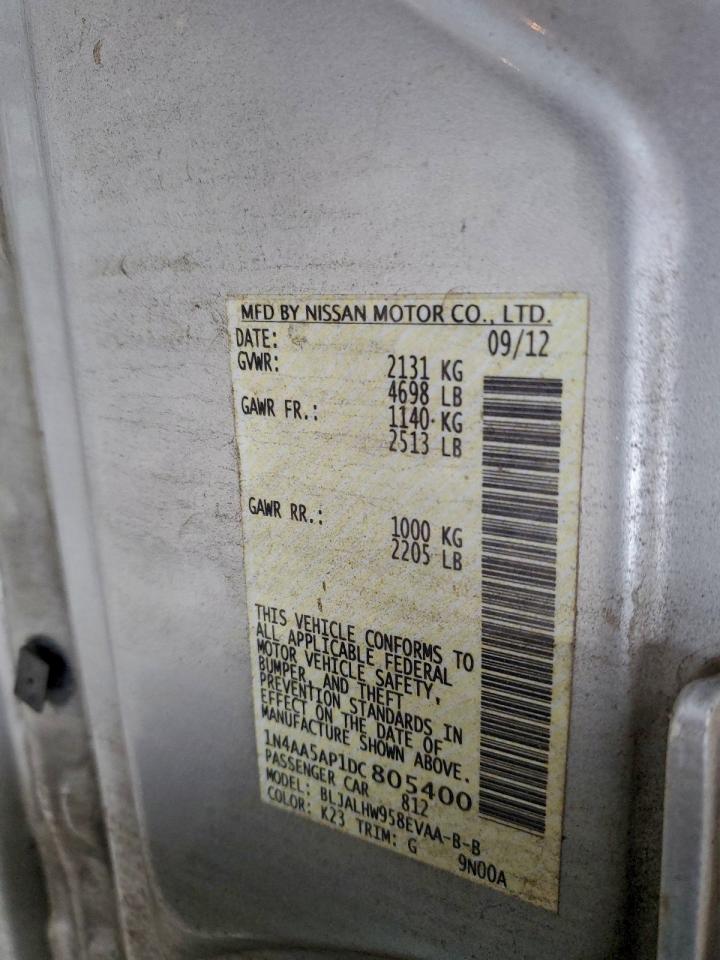 MFD BY NISSAN MOTOR CO., LTD.
DATE: 09/12
GVWR: 2131 KG
4698 LB
GAWR FR.: 1140 KG
2513 LB
GAWR RR.: 1000 KG
2205 LB
THIS VEHICLE CONFORMS TO
ALL APPLICABLE FEDERAL
MOTOR VEHICLE SAFETY,
BUMPER, AND THEFT
PREVENTION STANDARDS IN
EFFECT ON THE DATE OF
MANUFACTURE SHOWN ABOVE.
1N4AA5AP1DC805400
PASSENGER CAR 812
MODEL: BLJALHW958EVAA-B-B
COLOR: K23 TRIM: G 9N00A